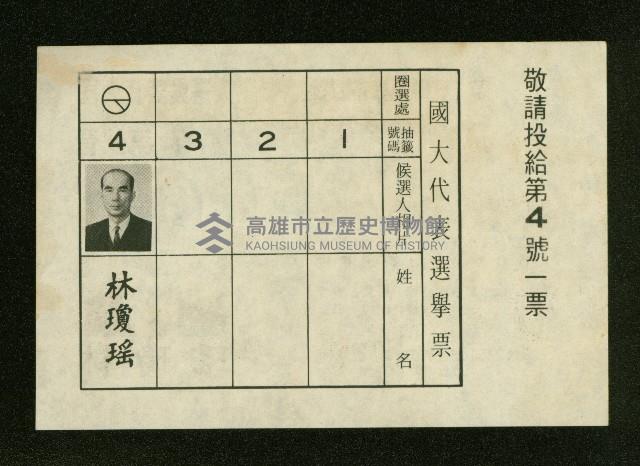 敬請投給第4號一票
國大代表選舉票
圈選處
抽籤號碼
候選人相片
姓名
1
2
3
4
林瓊瑤
高雄市立歷史博物館
KAOHSIUNG MUSEUM OF HISTORY